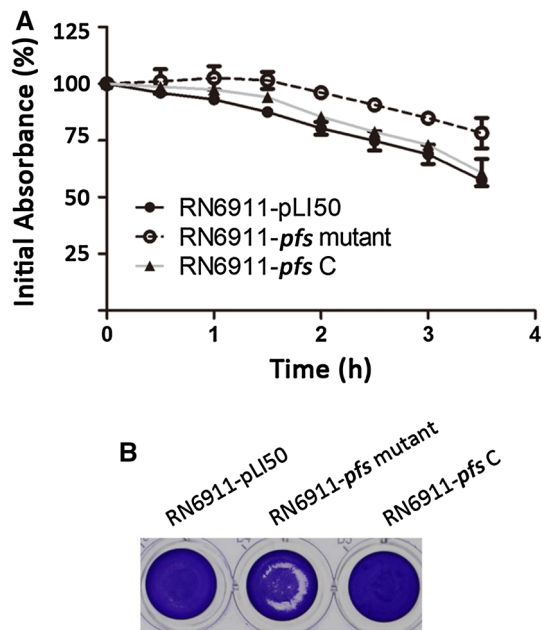 A
Initial Absorbance (%)
125
100
75
50
25
RN6911-pLI50
RN6911-pfs mutant
RN6911-pfs C
0 1 2 3 4
Time (h)
B
RN6911-pLI50
RN6911-pfs mutant
RN6911-pfs C